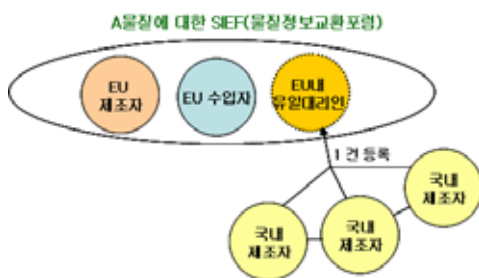 A물질에 대한 SIEF(물질정보교환포럼)
EU
제조자
EU 수입자
EU내
유일대리인
1 건 등록
국내
제조자
국내
제조자
국내
제조자